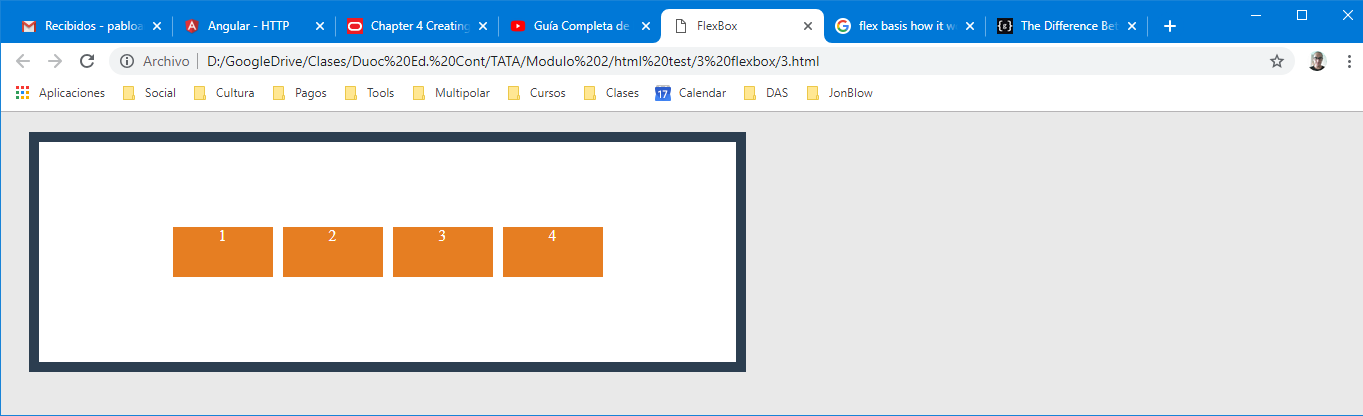 Recibidos - pabloa
Angular - HTTP
Chapter 4 Creating
Guía Completa de
FlexBox
flex basis how it w
The Difference Bet
Archivo D:/GoogleDrive/Clases/Duoc%20Ed.%20Cont/TATA/Modulo%202/html%20test/3%20flexbox/3.html
Aplicaciones Social Cultura Pagos Tools Multipolar Cursos Clases 17 Calendar DAS JonBlow
1 2 3 4